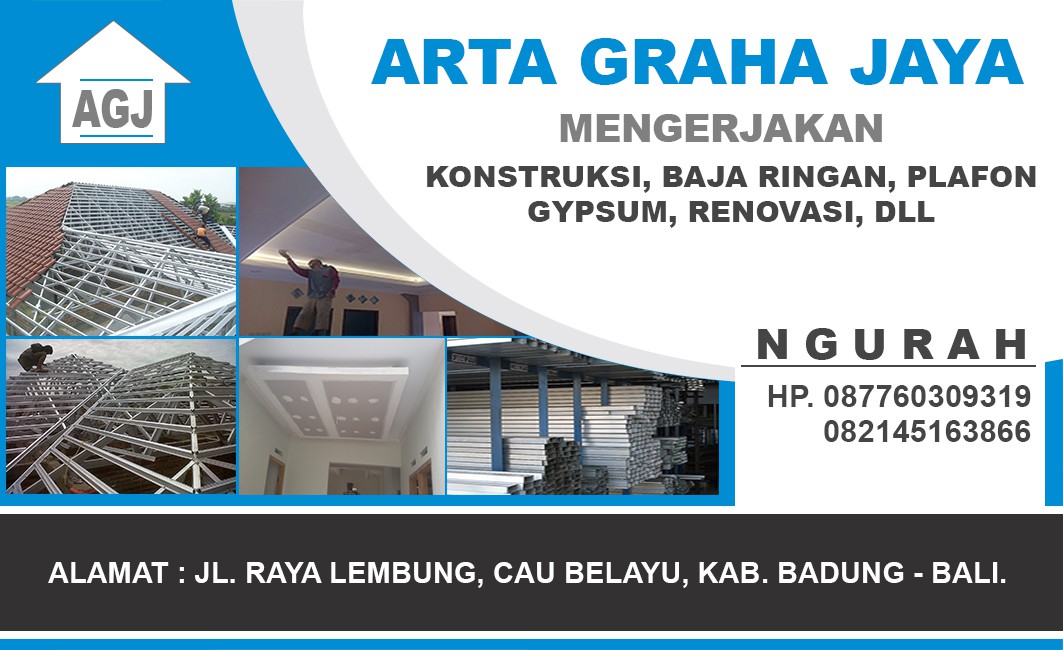 AGJ
ARTA GRAHA JAYA
MENGERJAKAN
KONSTRUKSI, BAJA RINGAN, PLAFON
GYPSUM, RENOVASI, DLL
NGURAH
HP. 087760309319
082145163866
ALAMAT : JL. RAYA LEMBUNG, CAU BELAYU, KAB. BADUNG - BALI.